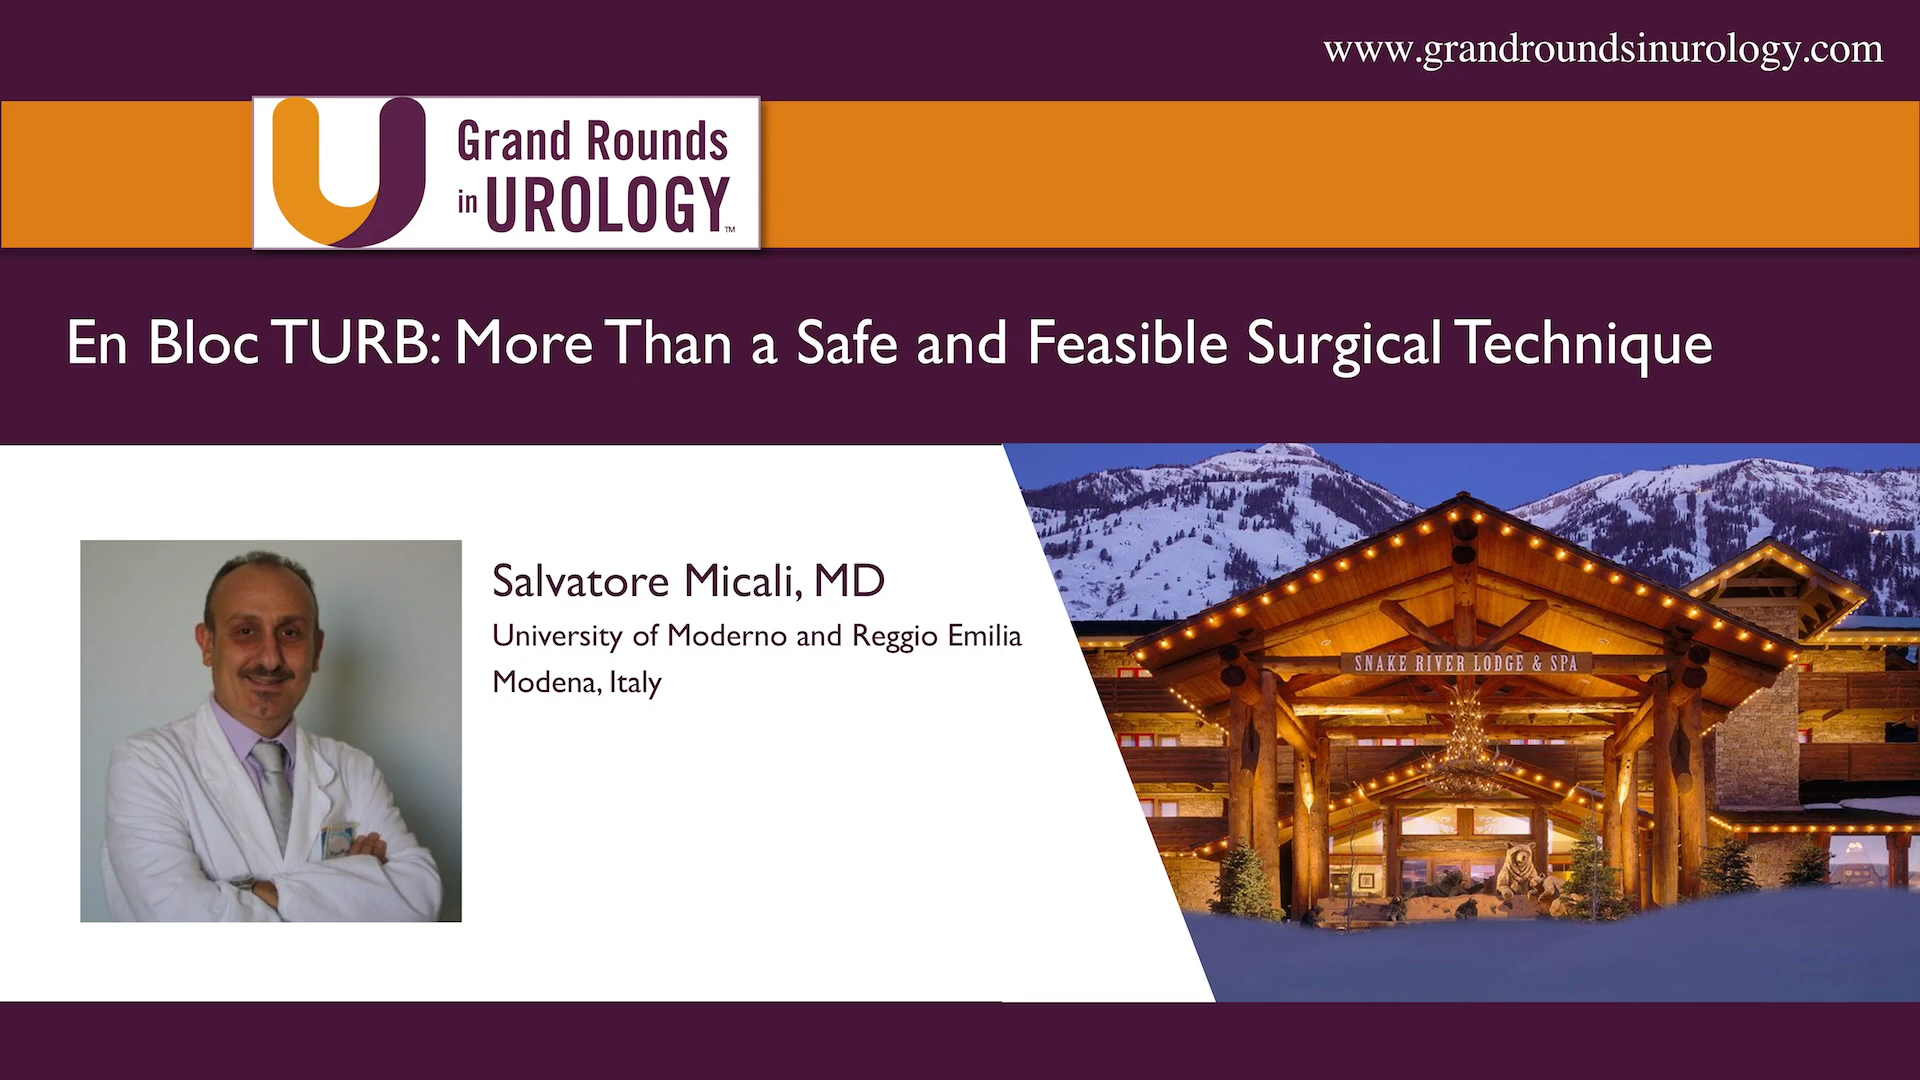 www.grandroundsinurology.com
Grand Rounds
in UROLOGY™
En Bloc TURB: More Than a Safe and Feasible Surgical Technique
Salvatore Micali, MD
University of Moderno and Reggio Emilia
Modena, Italy
SNAKE RIVER LODGE & SPA